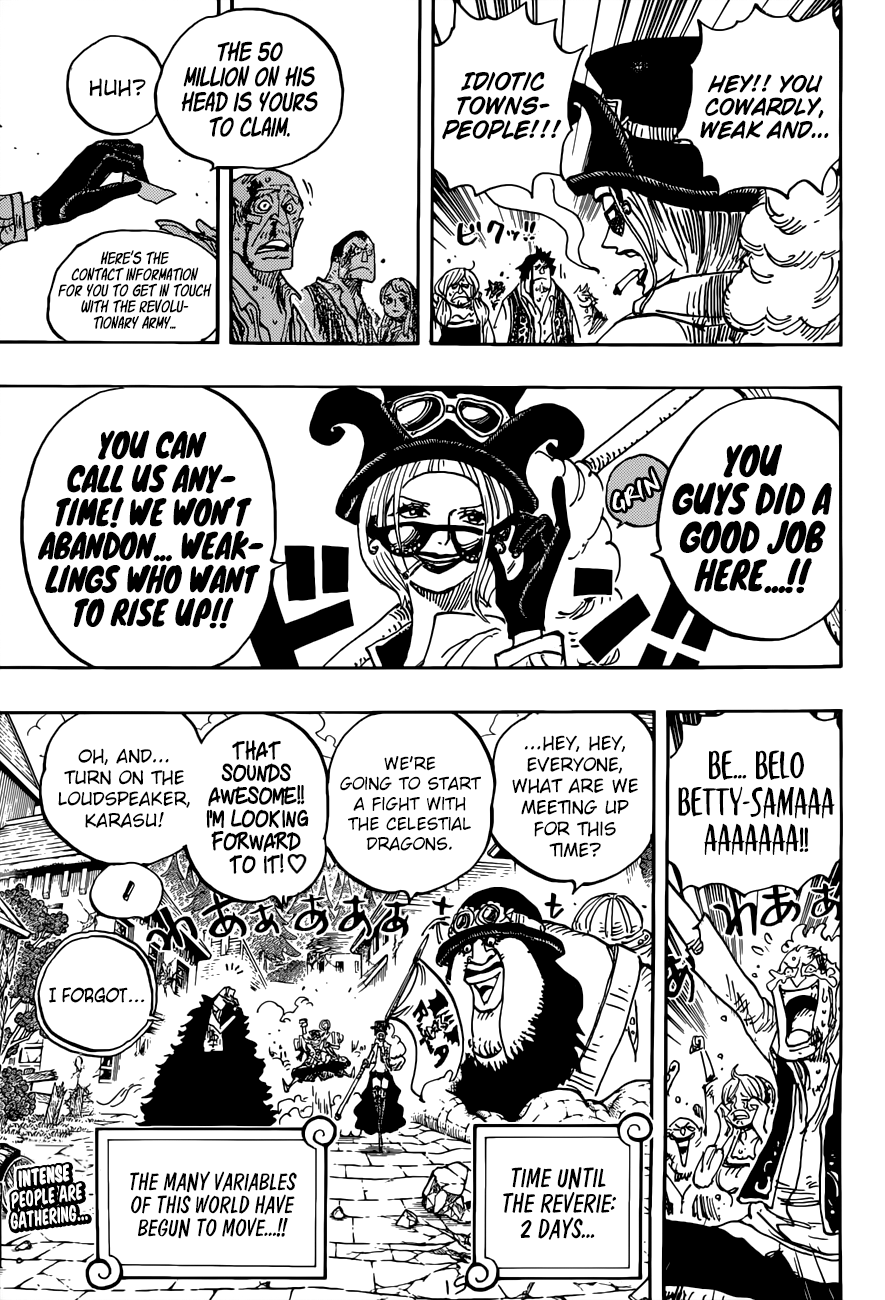 HEY!! YOU
COWARDLY,
WEAK AND...
IDIOTIC
TOWNS-
PEOPLE!!!
ビクッ!!
THE 50
MILLION ON HIS
HEAD IS YOURS
TO CLAIM.
HUH?
HERE'S THE
CONTACT INFORMATION
FOR YOU TO GET IN TOUCH
WITH THE REVOLU-
TIONARY ARMY...
YOU
GUYS DID A
GOOD JOB
HERE...!!
GRIN
YOU CAN
CALL US ANY-
TIME! WE WON'T
ABANDON... WEAK-
LINGS WHO WANT
TO RISE UP!!
ドン
BE... BELO
BETTY-SAMAAA
AAAAAAA!!
わああ
...HEY, HEY,
EVERYONE,
WHAT ARE WE
MEETING UP
FOR THIS
TIME?
WE'RE
GOING TO START
A FIGHT WITH
THE CELESTIAL
DRAGONS.
THAT
SOUNDS
AWESOME!!
I'M LOOKING
FORWARD
TO IT!♡
OH, AND...
TURN ON THE
LOUDSPEAKER,
KARASU!
!
I FORGOT...
わあぁぁああぁ
TIME UNTIL
THE REVERIE:
2 DAYS...
THE MANY VARIABLES
OF THIS WORLD HAVE
BEGUN TO MOVE...!!
INTENSE
PEOPLE ARE
GATHERING...